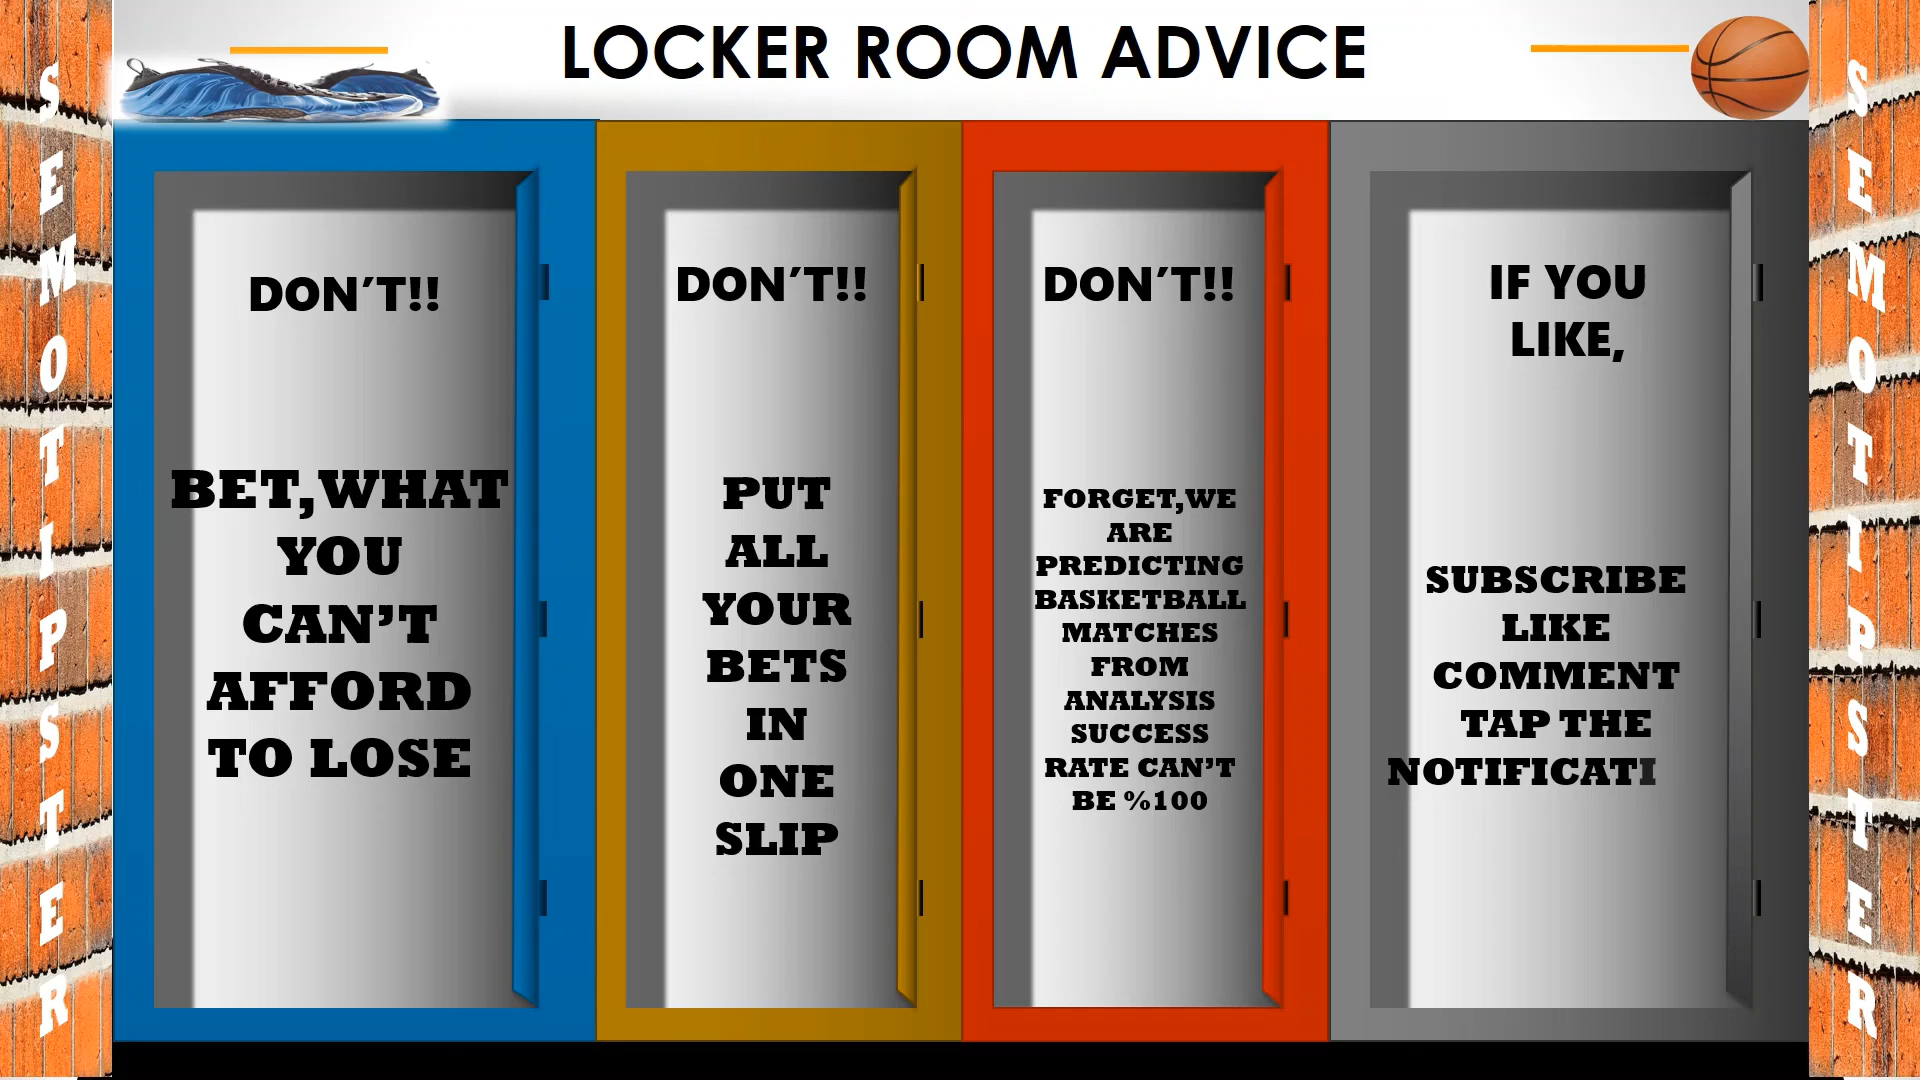 LOCKER ROOM ADVICE
SEMOTIPSTER
DON'T!!
BET,WHAT
YOU
CAN'T
AFFORD
TO LOSE
DON'T!!
PUT
ALL
YOUR
BETS
IN
ONE
SLIP
DON'T!!
FORGET,WE
ARE
PREDICTING
BASKETBALL
MATCHES
FROM
ANALYSIS
SUCCESS
RATE CAN'T
BE %100
IF YOU
LIKE,
SUBSCRIBE
LIKE
COMMENT
TAP THE
NOTIFICATI
SEMOTIPSTER